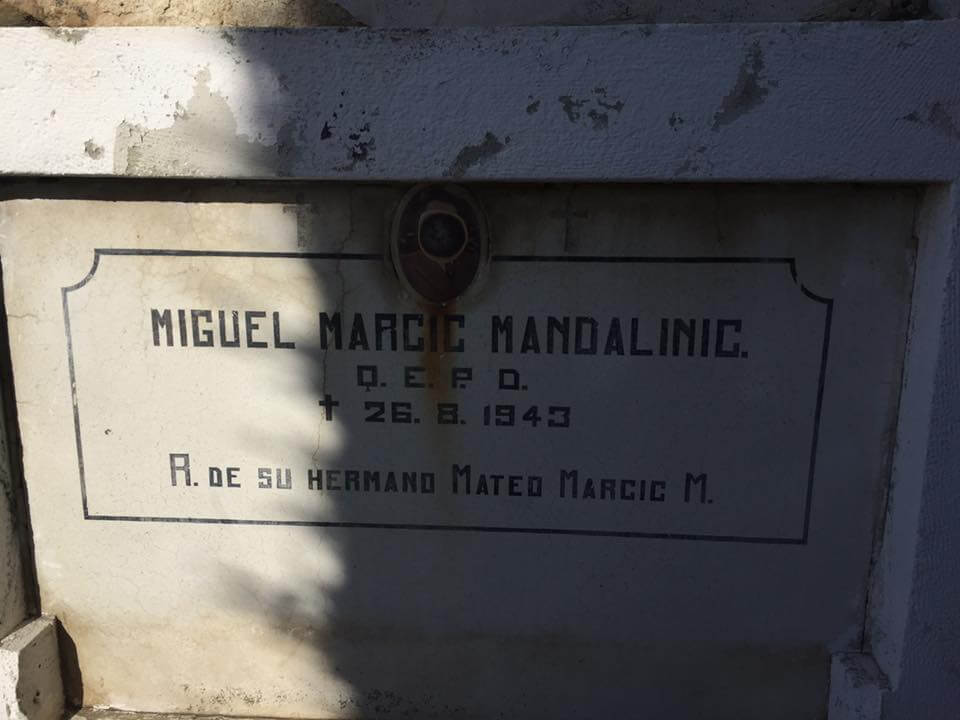 MIGUEL MARCIC MANDALINIC.
Q. E. P. D.
† 26. 8. 1943
R. DE SU HERMANO MATEO MARCIC M.